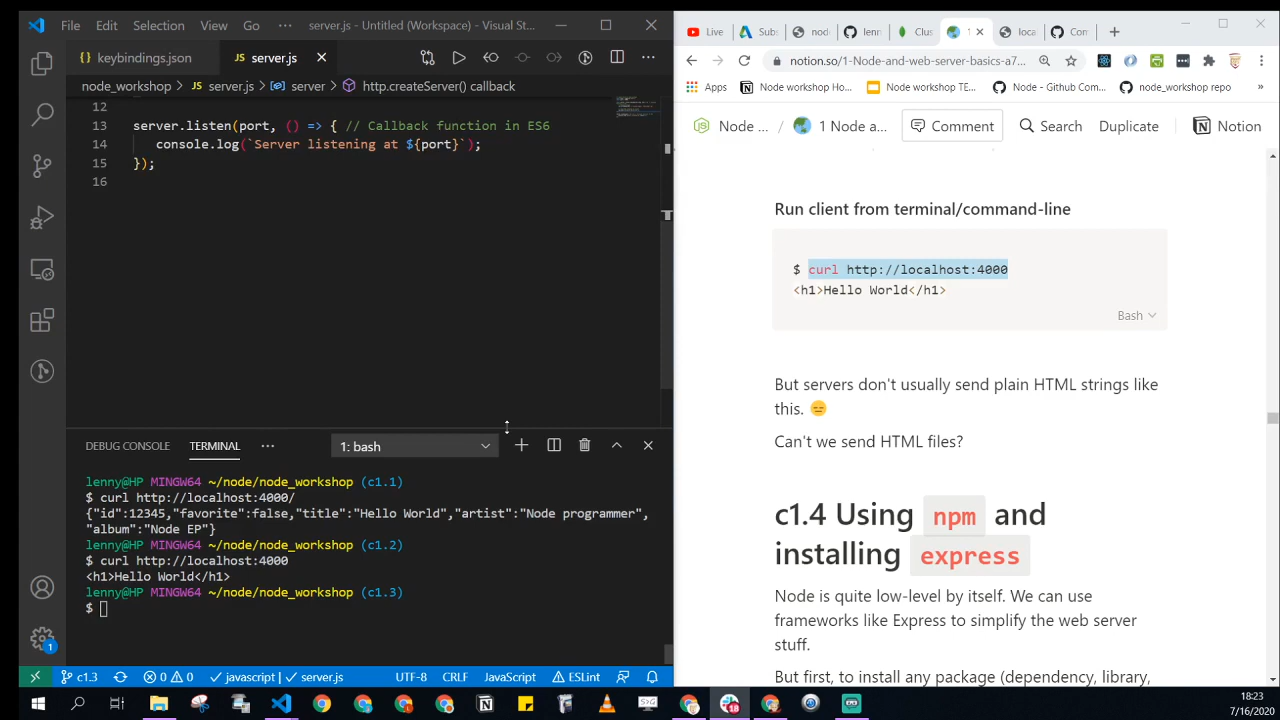 File Edit Selection View Go ··· server.js - Untitled (Workspace) - Visual St...
keybindings.json server.js
node_workshop > server.js > server > http.createServer() callback
12
13 server.listen(port, () => { // Callback Function in ES6
14 console.log(`Server listening at ${port}`);
15 });
16
DEBUG CONSOLE TERMINAL ··· 1: bash
lenny@HP MINGW64 ~/node/node_workshop (c1.1)
$ curl http://localhost:4000/
{"id":12345,"favorite":false,"title":"Hello World","artist":"Node programmer",
"album":"Node EP"}
lenny@HP MINGW64 ~/node/node_workshop (c1.2)
$ curl http://localhost:4000
<h1>Hello World</h1>
lenny@HP MINGW64 ~/node/node_workshop (c1.3)
$
1
c1.3 0 0 javascript | server.js UTF-8 CRLF JavaScript ESLint
Live Subs node lenn Clus 1 loca Con
notion.so/1-Node-and-web-server-basics-a7...
Apps Node workshop Ho... Node workshop TE... Node - Github Com... node_workshop repo »
Node ... / 1 Node a... Comment Search Duplicate Notion
Run client from terminal/command-line
$ curl http://localhost:4000
<h1>Hello World</h1>
Bash
But servers don't usually send plain HTML strings like
this. 😑
Can't we send HTML files?
c1.4 Using npm and
installing express
Node is quite low-level by itself. We can use
frameworks like Express to simplify the web server
stuff.
But first, to install any package (dependency, library,
18
18:23
7/16/2020